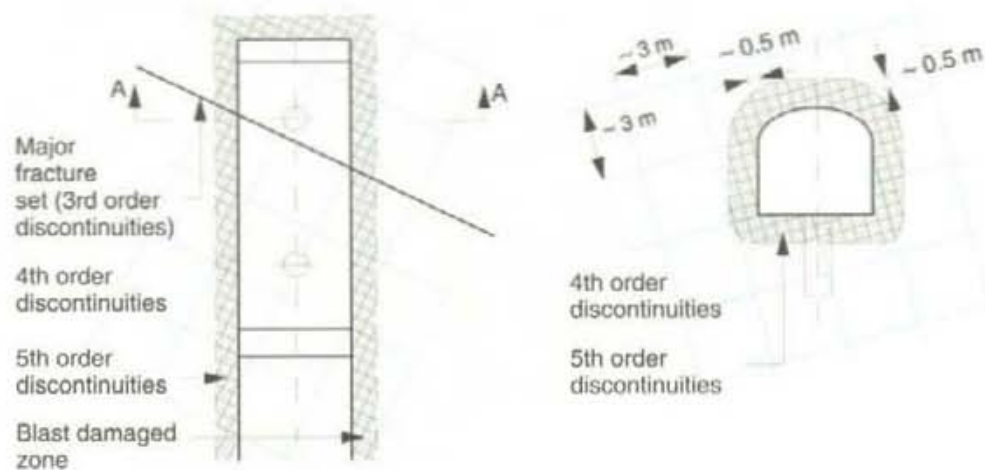 A
A
Major
fracture
set (3rd order
discontinuities)
4th order
discontinuities
5th order
discontinuities
Blast damaged
zone
~ 3 m
~ 0.5 m
~ 0.5 m
~ 3 m
4th order
discontinuities
5th order
discontinuities